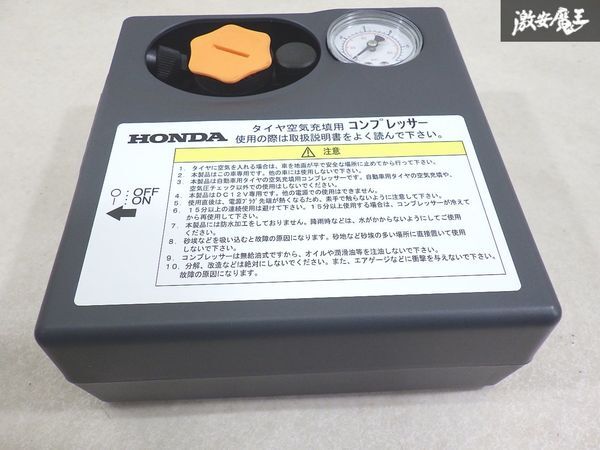 激安魔王
HONDA
タイヤ空気充填用 コンプレッサー
使用の際は取扱説明書をよく読んで下さい。
注意
1. タイヤに空気を入れる場合は、車を地面が平で安全な場所に止めてから行って下さい。
2. 本製品はこの車専用です。他の車には使用しないで下さい。
3. 本製品は自動車用タイヤの空気充填用コンプレッサーです。自動車用タイヤの空気充填や、
空気圧チェック以外での使用はしないでください。
4. 本製品はDC12V専用です。他の電源での使用はできません。
5. 使用直後は、電源プラグ先端が熱くなるため、素手で触らないように注意して下さい。
6. 15分以上の連続使用は避けて下さい。15分以上使用する場合は、コンプレッサーが冷えて
から再使用して下さい。
7. 本製品には防水加工をしておりません。降雨時などは、水がかからないようにしてご使用
ください。
8. 砂埃などを吸い込むと故障の原因になります。砂地など砂埃の多い場所に直接置いて使用
しないで下さい。
9. コンプレッサーは無給油式ですから、オイルや潤滑油等を注油しないで下さい。
10. 分解、改造などは絶対にしないでください。また、エアゲージなどに衝撃を与えないで下さい。
故障の原因になります。
O : OFF
I : ON